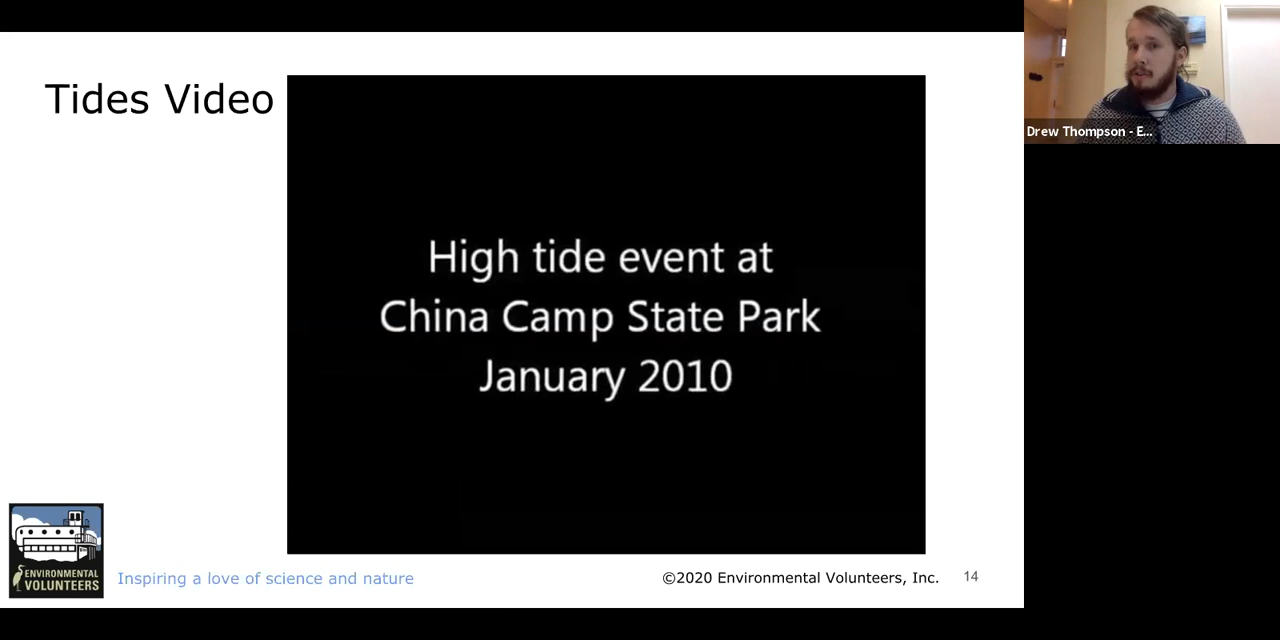 Tides Video
High tide event at
China Camp State Park
January 2010
Drew Thompson - E...
ENVIRONMENTAL
VOLUNTEERS
Inspiring a love of science and nature
©2020 Environmental Volunteers, Inc.
14